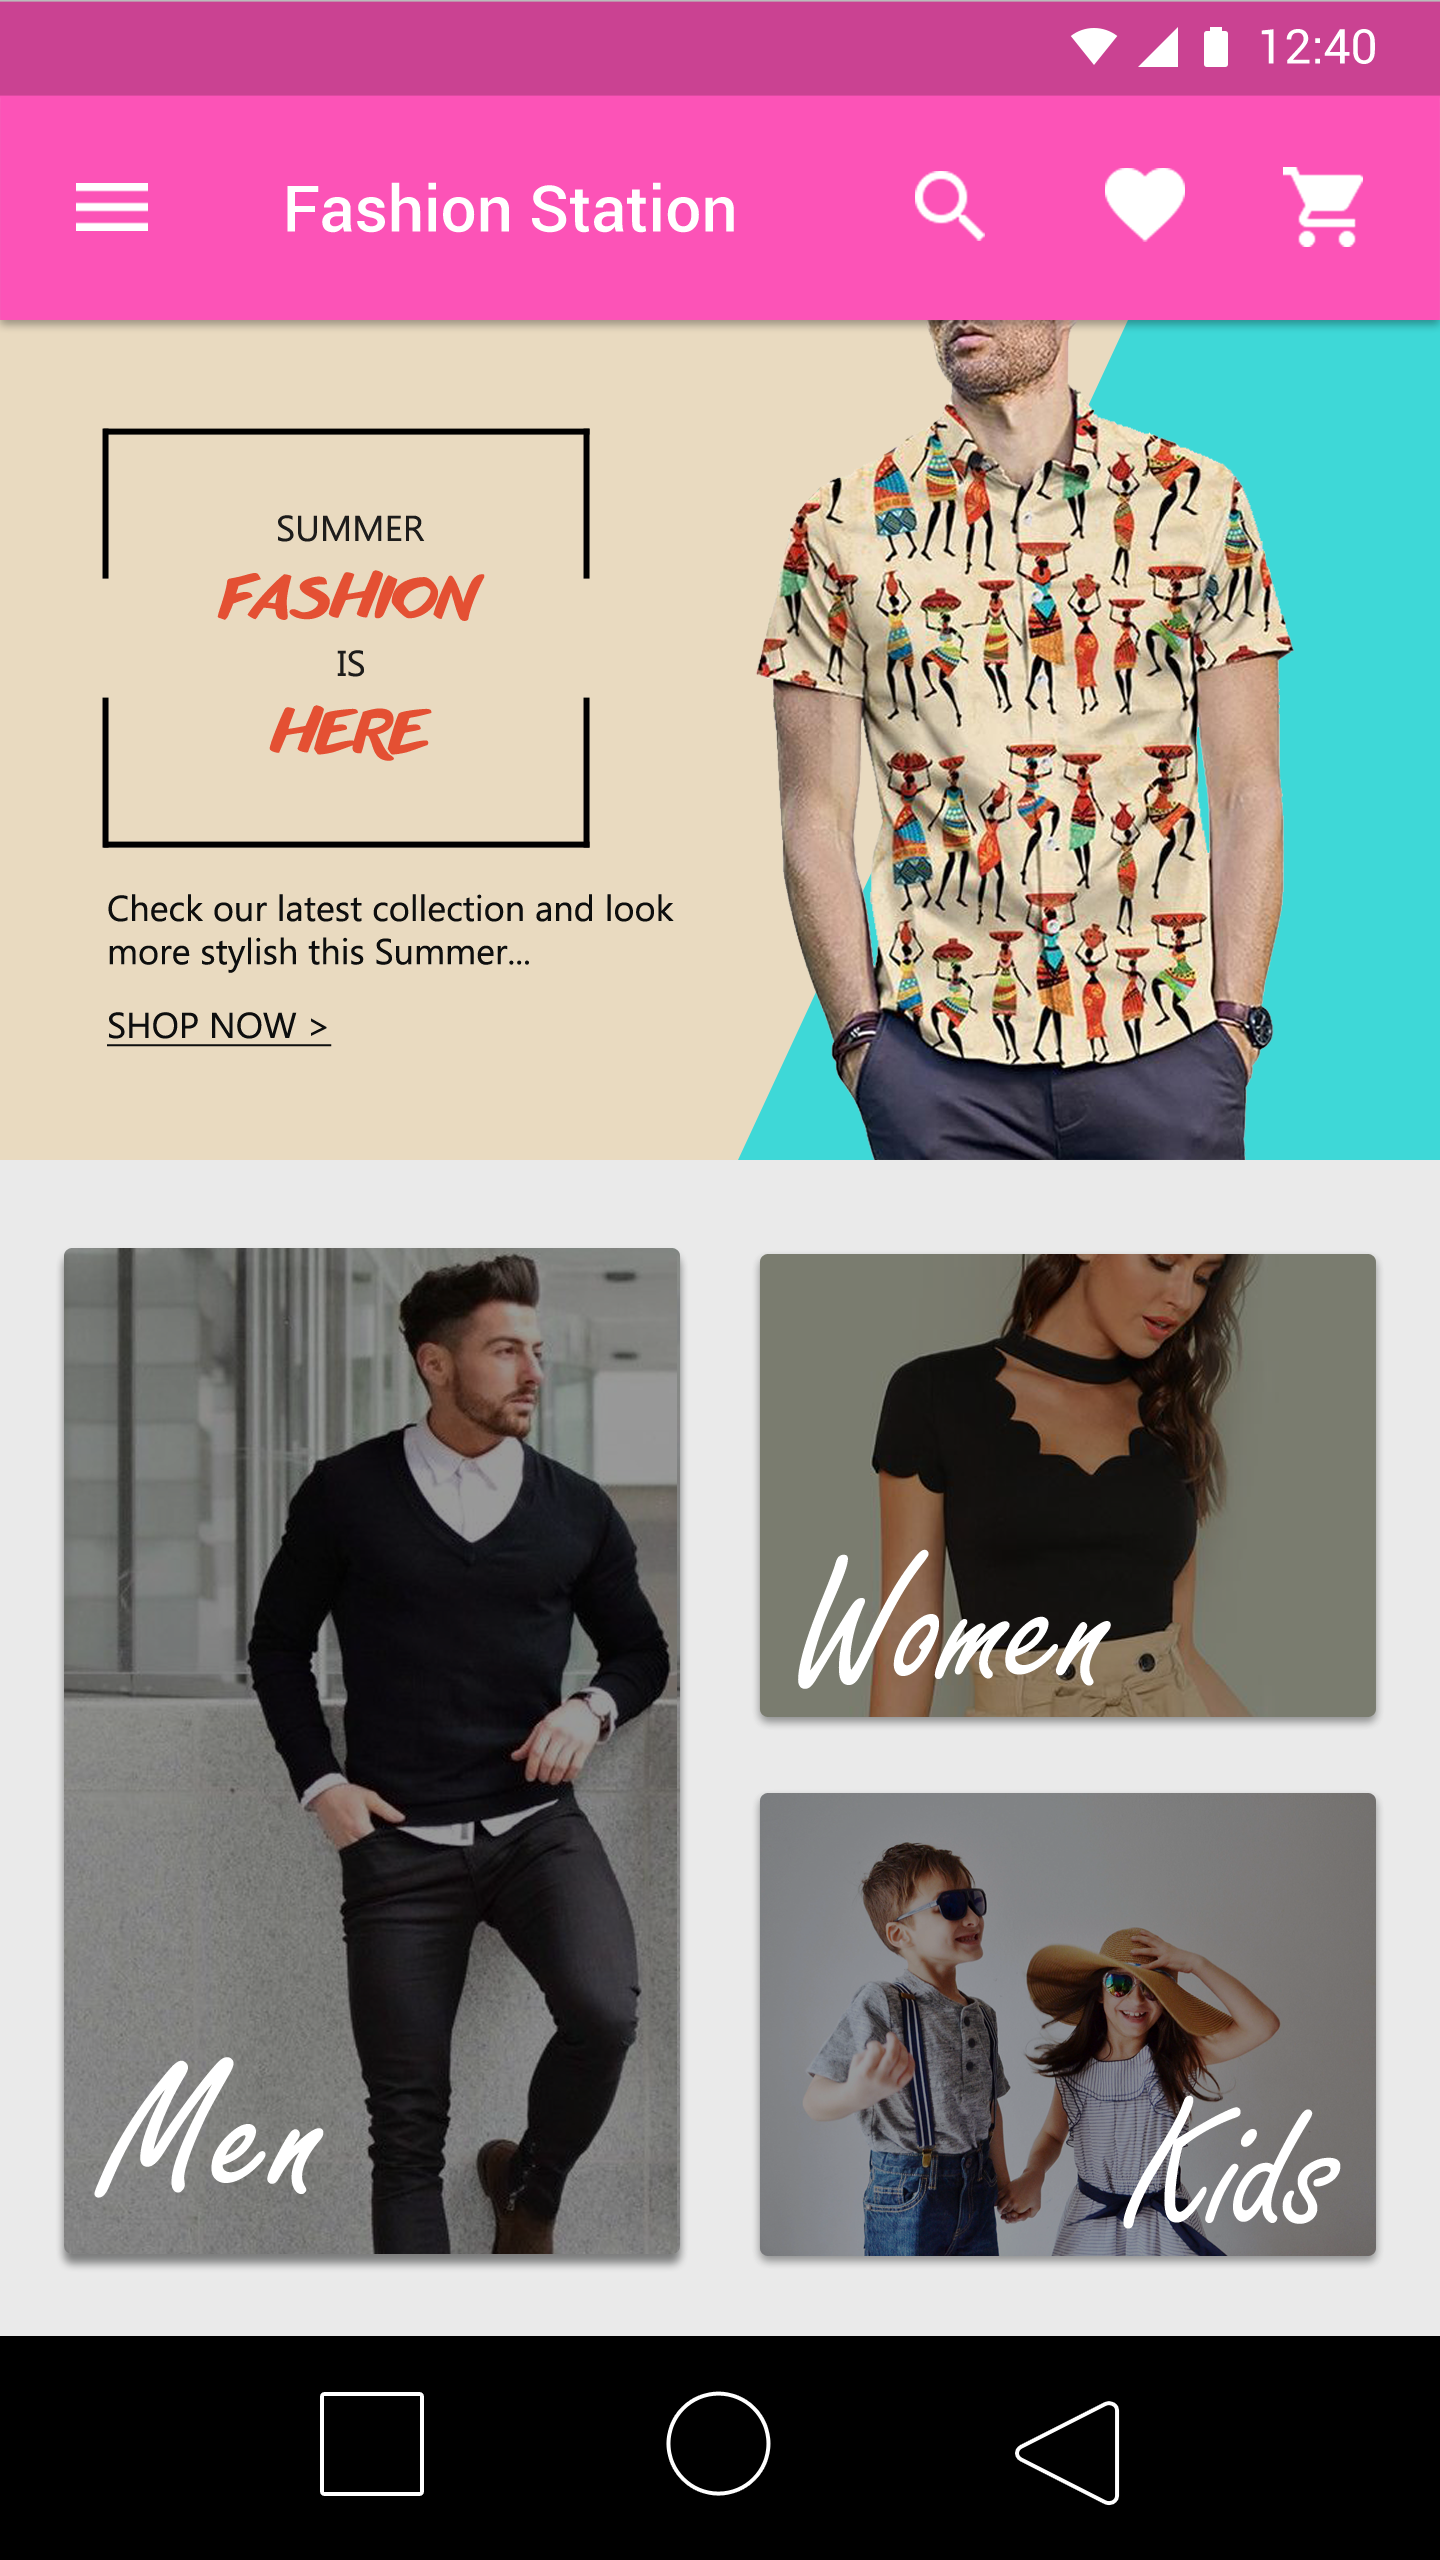 12:40
Fashion Station
SUMMER
FASHION
IS
HERE
Check our latest collection and look
more stylish this Summer...
SHOP NOW >
Women
Men
Kids